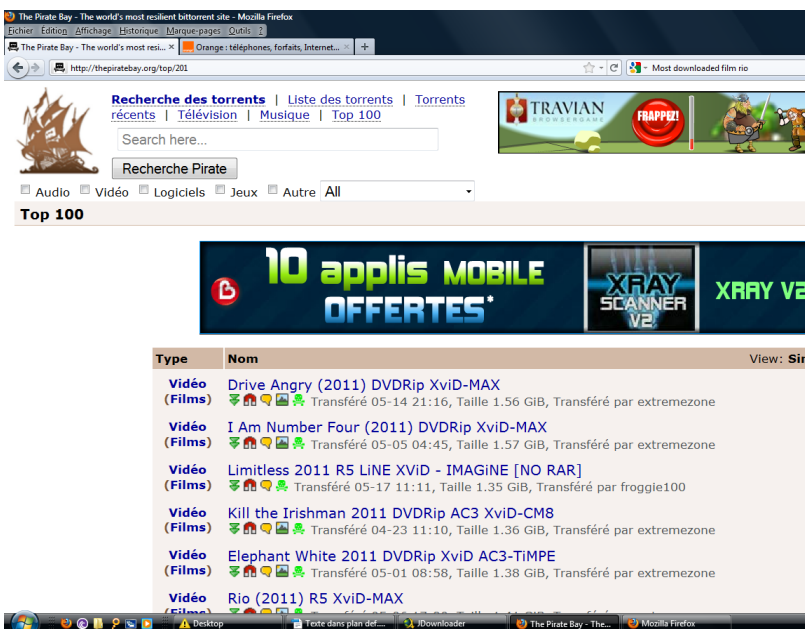 The Pirate Bay - The world's most resilient bittorrent site - Mozilla Firefox
Fichier Édition Affichage Historique Marque-pages Outils ?
The Pirate Bay - The world's most resi... × Orange : téléphones, forfaits, Internet... × +
http://thepiratebay.org/top/201 Most downloaded film rio
Recherche des torrents | Liste des torrents | Torrents
récents | Télévision | Musique | Top 100
TRAVIAN
BROWSERGAME
FRAPPEZ!
Search here...
Recherche Pirate
Audio Vidéo Logiciels Jeux Autre All
Top 100
10 applis MOBILE
OFFERTES*
XRAY
SCANNER
V2
XRAY V2
Type Nom View: Sin
Vidéo Drive Angry (2011) DVDRip XviD-MAX
(Films) Transféré 05-14 21:16, Taille 1.56 GiB, Transféré par extremezone
Vidéo I Am Number Four (2011) DVDRip XviD-MAX
(Films) Transféré 05-05 04:45, Taille 1.57 GiB, Transféré par extremezone
Vidéo Limitless 2011 R5 LiNE XViD - IMAGiNE [NO RAR]
(Films) Transféré 05-17 11:11, Taille 1.35 GiB, Transféré par froggie100
Vidéo Kill the Irishman 2011 DVDRip AC3 XviD-CM8
(Films) Transféré 04-23 11:10, Taille 1.36 GiB, Transféré par extremezone
Vidéo Elephant White 2011 DVDRip XviD AC3-TiMPE
(Films) Transféré 05-01 08:58, Taille 1.38 GiB, Transféré par extremezone
Vidéo Rio (2011) R5 XviD-MAX
(Films)
Desktop Texte dans plan def.... JDownloader The Pirate Bay - The... Mozilla Firefox